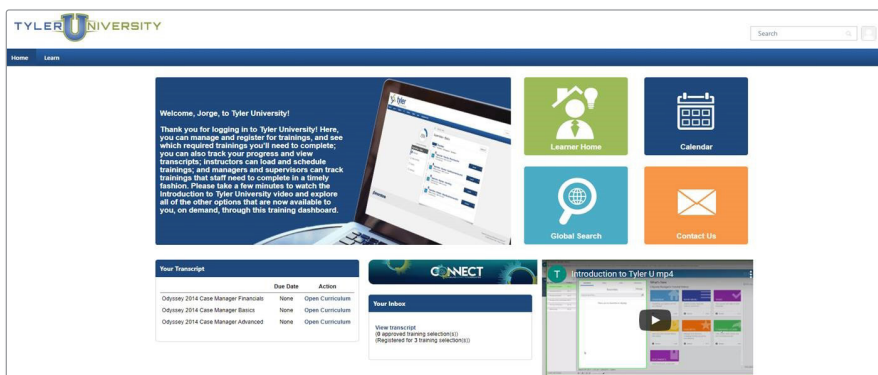 TYLER UNIVERSITY
Search
Home Learn
Welcome, Jorge, to Tyler University!
Thank you for logging in to Tyler University! Here,
you can manage and register for trainings, and see
which required trainings you'll need to complete;
you can also track your progress and view
transcripts; instructors can load and schedule
trainings; and managers and supervisors can track
trainings that staff need to complete in a timely
fashion. Please take a few minutes to watch the
Introduction to Tyler University video and explore
all of the other options that are now available to
you, on demand, through this training dashboard.
tyler
Learner Home
Calendar
Global Search
Contact Us
Your Transcript
Due Date Action
Odyssey 2014 Case Manager Financials None Open Curriculum
Odyssey 2014 Case Manager Basics None Open Curriculum
Odyssey 2014 Case Manager Advanced None Open Curriculum
CONNECT
Your Inbox
View transcript
(0 approved training selection(s))
(Registered for 3 training selection(s))
T Introduction to Tyler U mp4